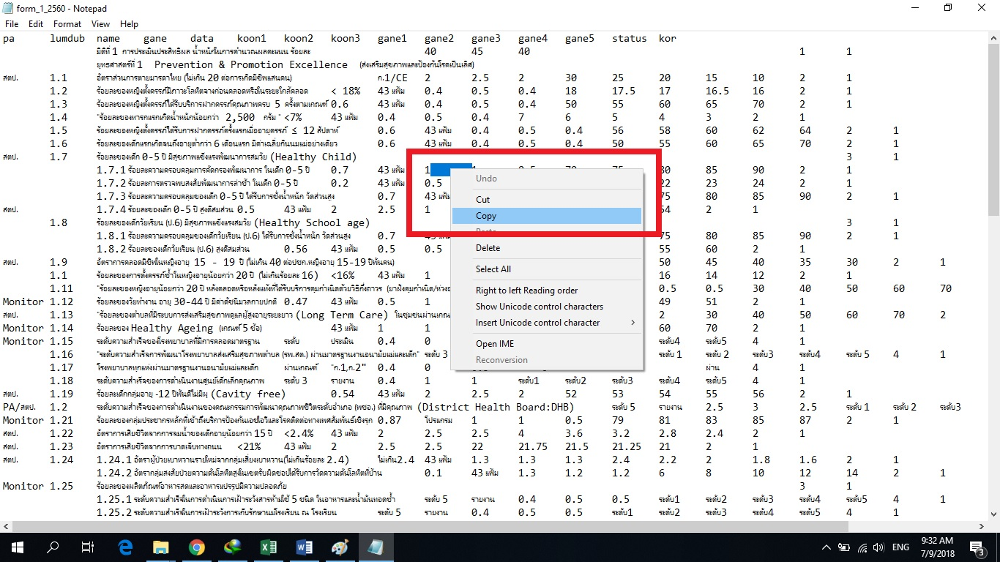 form_1_2560 - Notepad
File Edit Format View Help
pa lumdub name gane data koon1 koon2 koon3 gane1 gane2 gane3 gane4 gane5 status kor
มิติที่ 1 การประเมินประสิทธิผล น้ำหนักในการคำนวณผลคะแนน ร้อยละ 40 45 40 1 1
ยุทธศาสตร์ที่ 1 Prevention & Promotion Excellence (ส่งเสริมสุขภาพและป้องกันโรคเป็นเลิศ)
สตป. 1.1 อัตราส่วนการตายมารดาไทย (ไม่เกิน 20 ต่อการเกิดมีชีพแสนคน) ก.1/CE 2 2.5 2 30 25 20 15 10 2 1
1.2 ร้อยละของหญิงตั้งครรภ์มีภาวะโลหิตจางก่อนคลอดหรือในระยะใกล้คลอด < 18% 43 แฟ้ม 0.4 0.5 0.4 18 17.5 17 16.5 16 2 1
1.3 ร้อยละของหญิงตั้งครรภ์ได้รับบริการฝากครรภ์คุณภาพครบ 5 ครั้งตามเกณฑ์ 0.6 43 แฟ้ม 0.4 0.5 0.4 50 55 60 65 70 2 1
1.4 "ร้อยละของทารกแรกเกิดน้ำหนักน้อยกว่า 2,500 กรัม " <7% 43 แฟ้ม 0.4 0.5 0.4 7 6 5 4 3 2 1
1.5 ร้อยละของหญิงตั้งครรภ์ได้รับการฝากครรภ์ครั้งแรกเมื่ออายุครรภ์ ≤ 12 สัปดาห์ 0.6 43 แฟ้ม 0.4 0.5 0.4 56 58 60 62 64 2 1
1.6 ร้อยละของเด็กแรกเกิดจนถึงอายุต่ำกว่า 6 เดือนแรก มีค่าเฉลี่ยกินนมแม่อย่างเดียว 0.6 43 แฟ้ม 0.4 0.5 0.4 50 55 60 65 70 2 1
สตป. 1.7 ร้อยละของเด็ก 0-5 ปี มีสุขภาพแข็งแรงพัฒนาการสมวัย (Healthy Child) 3 1
1.7.1 ร้อยละความครอบคลุมการคัดกรองพัฒนาการ ในเด็ก 0-5 ปี 0.7 43 แฟ้ม 1 80 85 90 2 1
1.7.2 ร้อยละการตรวจพบสงสัยพัฒนาการล่าช้า ในเด็ก 0-5 ปี 0.2 43 แฟ้ม 0.5 22 23 24 2 1
1.7.3 ร้อยละความครอบคลุมของเด็ก 0-5 ปี ได้รับการชั่งน้ำหนัก วัดส่วนสูง 0.7 43 แฟ้ม 75 80 85 90 2 1
สตป. 1.7.4 ร้อยละของเด็ก 0-5 ปี สูงดีสมส่วน 0.5 43 แฟ้ม 2 2.5 1 54 2 1
1.8 ร้อยละของเด็กวัยเรียน (ป.6) มีสุขภาพแข็งแรงสมวัย (Healthy School age) 3 1
1.8.1 ร้อยละความครอบคลุมของเด็กวัยเรียน (ป.6) ได้รับการชั่งน้ำหนัก วัดส่วนสูง 0.7 43 แฟ้ม 75 80 85 90 2 1
1.8.2 ร้อยละของเด็กวัยเรียน (ป.6) สูงดีสมส่วน 0.56 43 แฟ้ม 0.5 0.5 55 60 2 1
สตป. 1.9 อัตราการคลอดมีชีพในหญิงอายุ 15 - 19 ปี (ไม่เกิน 40 ต่อปชก.หญิงอายุ 15-19 ปีพันคน) 50 45 40 35 30 2 1
1.1 ร้อยละของการตั้งครรภ์ซ้ำในหญิงอายุน้อยกว่า 20 ปี (ไม่เกินร้อยละ 16) <16% 43 แฟ้ม 1 16 14 12 2 1
1.11 "ร้อยละของหญิงอายุน้อยกว่า 20 ปี หลังคลอดหรือหลังแท้งที่ได้รับบริการคุมกำเนิดด้วยวิธีกึ่งถาวร (ยาฝังคุมกำเนิด/ห่วงอ 0.5 0.5 30 40 50 60 70
Monitor 1.12 ร้อยละของวัยทำงาน อายุ 30-44 ปี มีค่าดัชนีมวลกายปกติ 0.47 43 แฟ้ม 0.5 1 49 51 2 1
สตป. 1.13 "ร้อยละของตำบลที่มีระบบการส่งเสริมสุขภาพดูแลผู้สูงอายุระยะยาว (Long Term Care) ในชุมชนผ่านเกณ 2 30 40 50 60 70 2
Monitor 1.14 ร้อยละของ Healthy Ageing (เกณฑ์ 5 ข้อ) 43 แฟ้ม 1 1 60 70 2 1
Monitor 1.15 ระดับความสำเร็จของโรงพยาบาลที่มีการคลอดมาตรฐาน ระดับ ประเมิน 0.4 0 ระดับ4 ระดับ5 4 1
1.16 "ระดับความสำเร็จการพัฒนาโรงพยาบาลส่งเสริมสุขภาพตำบล (รพ.สต.) ผ่านมาตรฐานงานอนามัยแม่และเด็ก" ระดับ 3 ระดับ 1 ระดับ2 ระดับ3 ระดับ4 ระดับ 5 4 1
1.17 โรงพยาบาลทุกแห่งผ่านมาตรฐานงานอนามัยแม่และเด็ก ผ่านเกณฑ์ "ก.1,ก.2" 0.4 0 ผ่าน 4 1
1.18 ระดับความสำเร็จของการดำเนินงานศูนย์เด็กเล็กคุณภาพ ระดับ 3 รายงาน 0.4 1 1 ระดับ1 ระดับ2 ระดับ3 ระดับ4 ระดับ5 4 1
สตป. 1.19 ร้อยละเด็กกลุ่มอายุ -12 ปีฟันดีไม่มีผุ (Cavity free) 0.54 43 แฟ้ม 2 2 2.5 2 52 53 54 55 56 2 1
PA/สตป. 1.2 ระดับความสำเร็จของการดำเนินงานของคณะกรรมการพัฒนาคุณภาพชีวิตระดับอำเภอ (พชอ.) ที่มีคุณภาพ (District Health Board:DHB) ระดับ 5 รายงาน 2.5 3 2.5 ระดับ 1 ระดับ 2 ระดับ3
Monitor 1.21 ร้อยละของกลุ่มประชากรหลักที่เข้าถึงบริการป้องกันเอชไอวีและโรคติดต่อทางเพศสัมพันธ์เชิงรุก 0.87 โปรแกรม 1 1 0.5 79 81 83 85 87 2 1
สตป. 1.22 อัตราการเสียชีวิตจากการจมน้ำของเด็กอายุน้อยกว่า 15 ปี <2.4% 43 แฟ้ม 2 2.5 2.5 4 3.6 3.2 2.8 2.4 2 1
สตป. 1.23 อัตราการเสียชีวิตจากการบาดเจ็บทางถนน <21% 43 แฟ้ม 2 2.5 2.5 22 21.75 21.5 21.25 21 2 1
สตป. 1.24 1.24.1 อัตราผู้ป่วยเบาหวานรายใหม่จากกลุ่มเสี่ยงเบาหวาน(ไม่เกินร้อยละ 2.4) ไม่เกิน2.4 43 แฟ้ม 1.3 1.3 1.3 2.4 2.2 2 1.8 1.6 2 1
1.24.2 อัตรากลุ่มสงสัยป่วยความดันโลหิตสูงในเขตรับผิดชอบได้รับการวัดความดันโลหิตที่บ้าน 0.1 43 แฟ้ม 1.3 1.2 1.2 6 8 10 12 14 2 1
Monitor 1.25 ร้อยละของผลิตภัณฑ์อาหารสดและอาหารแปรรูปมีความปลอดภัย 3 1
1.25.1 ระดับความสำเร็จในการดำเนินการเฝ้าระวังสารห้ามใช้ 5 ชนิด ในอาหารและน้ำมันทอดซ้ำ ระดับ 5 รายงาน 0.4 0.5 0.5 ระดับ1 ระดับ2 ระดับ3 ระดับ4 ระดับ5 4 1
1.25.2 ระดับความสำเร็จในการเฝ้าระวังการเก็บรักษานมโรงเรียน ณ โรงเรียน ระดับ 5 รายงาน 0.4 0.5 0.5 ระดับ1 ระดับ2 ระดับ3 ระดับ4 ระดับ5 4 1
Undo
Cut
Copy
Delete
Select All
Right to left Reading order
Show Unicode control characters
Insert Unicode control character
Open IME
Reconversion
ENG
9:32 AM
7/9/2018
3